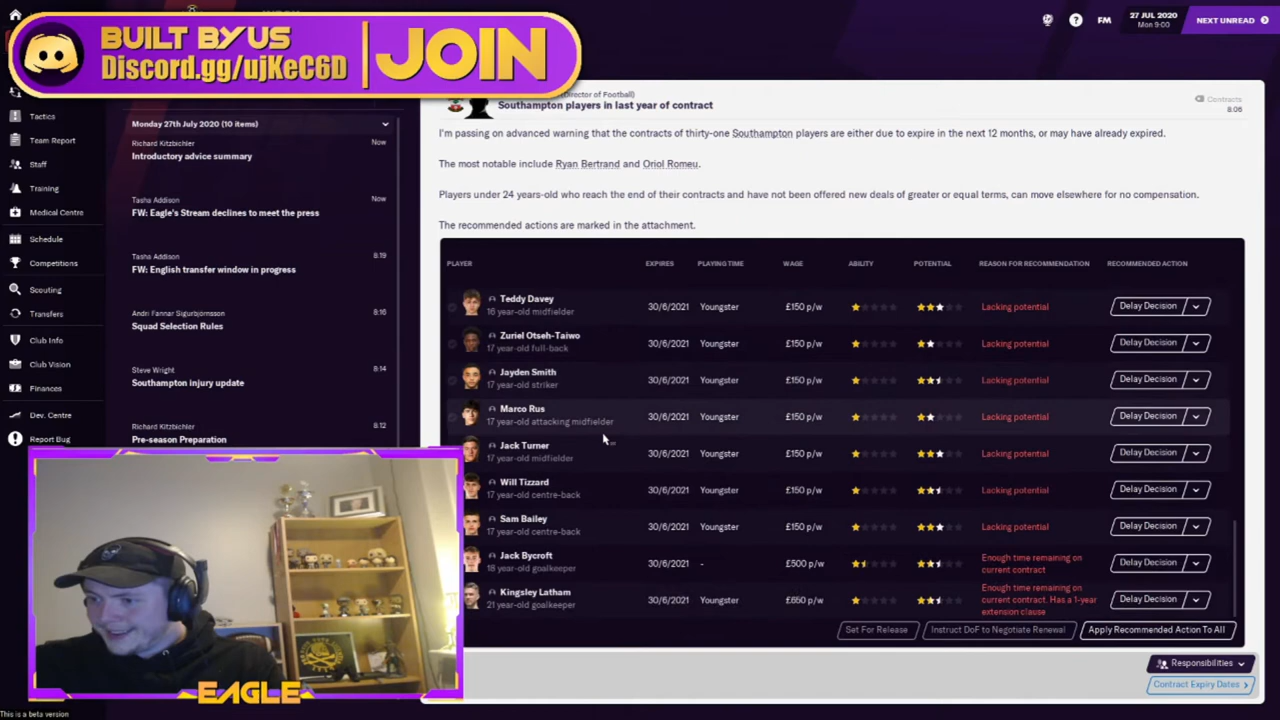 BUILT BY US
Discord.gg/ujKeC6D
JOIN
27 JUL 2020
Mon 9:00
FM
NEXT UNREAD
Tactics
Team Report
Staff
Training
Medical Centre
Schedule
Competitions
Scouting
Transfers
Club Info
Club Vision
Finances
Dev. Centre
Report Bug
Monday 27th July 2020 (10 items)
Richard Kitzbichler Now
Introductory advice summary
Tasha Addison Now
FW: Eagle's Stream declines to meet the press
Tasha Addison 8:19
FW: English transfer window in progress
Andri Fannar Sigurbjörnsson 8:16
Squad Selection Rules
Steve Wright 8:14
Southampton injury update
Richard Kitzbichler 8:12
Pre-season Preparation
(Director of Football)
Southampton players in last year of contract
Contracts
8:06
I'm passing on advanced warning that the contracts of thirty-one Southampton players are either due to expire in the next 12 months, or may have already expired.
The most notable include Ryan Bertrand and Oriol Romeu.
Players under 24 years-old who reach the end of their contracts and have not been offered new deals of greater or equal terms, can move elsewhere for no compensation.
The recommended actions are marked in the attachment.
PLAYER EXPIRES PLAYING TIME WAGE ABILITY POTENTIAL REASON FOR RECOMMENDATION RECOMMENDED ACTION
Teddy Davey
16 year-old midfielder
30/6/2021 Youngster £150 p/w Lacking potential Delay Decision
Zuriel Otseh-Taiwo
17 year-old full-back
30/6/2021 Youngster £150 p/w Lacking potential Delay Decision
Jayden Smith
17 year-old striker
30/6/2021 Youngster £150 p/w Lacking potential Delay Decision
Marco Rus
17 year-old attacking midfielder
30/6/2021 Youngster £150 p/w Lacking potential Delay Decision
Jack Turner
17 year-old midfielder
30/6/2021 Youngster £150 p/w Lacking potential Delay Decision
Will Tizzard
17 year-old centre-back
30/6/2021 Youngster £150 p/w Lacking potential Delay Decision
Sam Bailey
17 year-old centre-back
30/6/2021 Youngster £150 p/w Lacking potential Delay Decision
Jack Bycroft
18 year-old goalkeeper
30/6/2021 - £500 p/w Enough time remaining on
current contract
Delay Decision
Kingsley Latham
21 year-old goalkeeper
30/6/2021 Youngster £650 p/w Enough time remaining on
current contract. Has a 1-year
extension clause
Delay Decision
Set For Release
Instruct DoF to Negotiate Renewal
Apply Recommended Action To All
Responsibilities
Contract Expiry Dates
EAGLE
This is a beta version